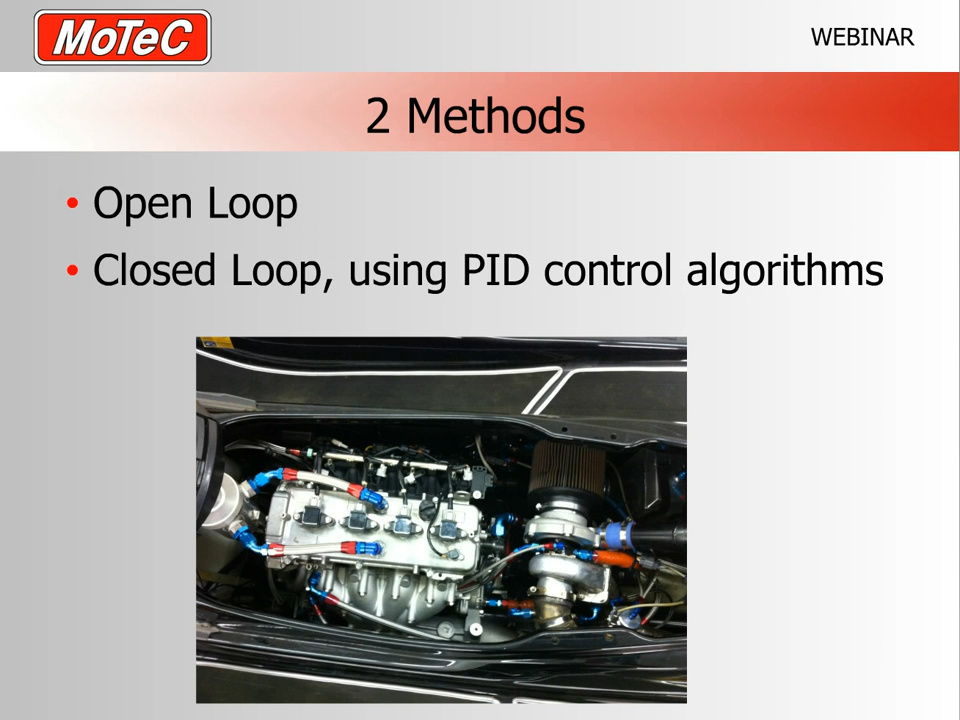 MoTeC
WEBINAR
2 Methods
• Open Loop
• Closed Loop, using PID control algorithms